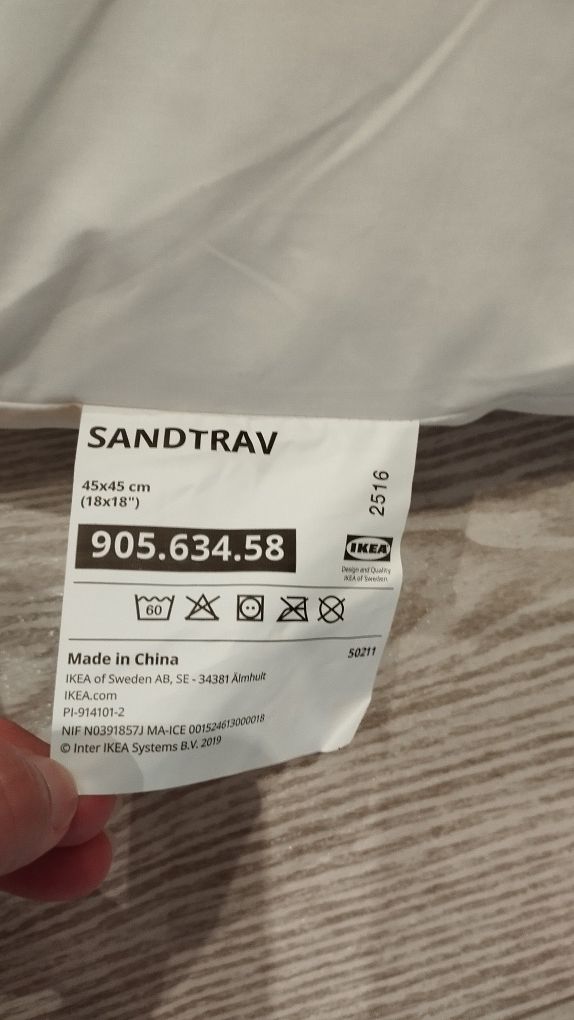 SANDTRAV
45x45 cm
(18x18")
2516
905.634.58
IKEA
Design and Quality
IKEA of Sweden
60
Made in China
50211
IKEA of Sweden AB, SE - 34381 Älmhult
IKEA.com
PI-914101-2
NIF N0391857J MA-ICE 001524613000018
© Inter IKEA Systems B.V. 2019